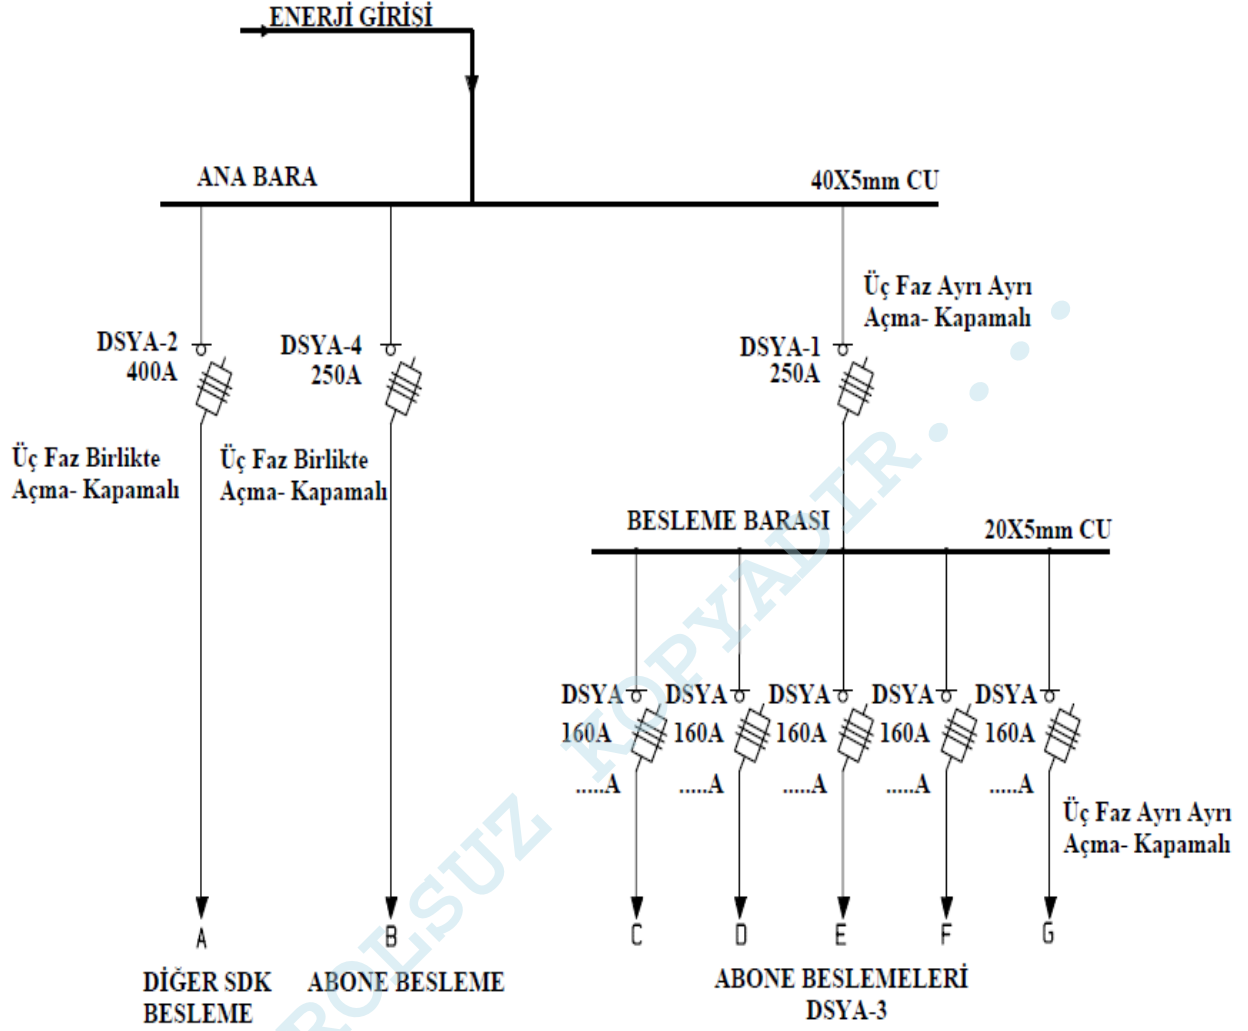 ENERJİ GİRİŞİ
ANA BARA
40X5mm CU
Üç Faz Ayrı Ayrı
Açma- Kapamalı
DSYA-2
400A
DSYA-4
250A
DSYA-1
250A
Üç Faz Birlikte
Açma- Kapamalı
Üç Faz Birlikte
Açma- Kapamalı
BESLEME BARASI
20X5mm CU
DSYA
160A
.....A
DSYA
160A
.....A
DSYA
160A
.....A
DSYA
160A
.....A
DSYA
160A
.....A
Üç Faz Ayrı Ayrı
Açma- Kapamalı
A
B
C
D
E
F
G
DİĞER SDK
BESLEME
ABONE BESLEME
ABONE BESLEMELERİ
DSYA-3
ROLSUZ KOPYADIR. . . .